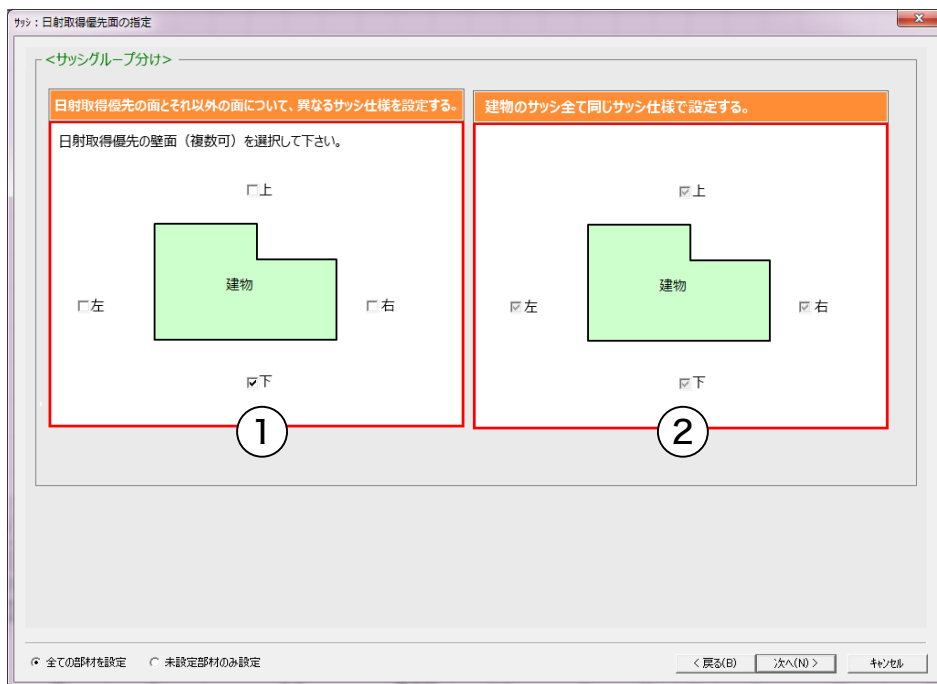 サッシ：日射取得優先面の指定
<サッシグループ分け>
日射取得優先の面とそれ以外の面について、異なるサッシ仕様を設定する。
日射取得優先の壁面（複数可）を選択して下さい。
上
左
建物
右
下
1
建物のサッシ全て同じサッシ仕様で設定する。
上
左
建物
右
下
2
全ての部材を設定
未設定部材のみ設定
< 戻る(B)
次へ(N) >
キャンセル